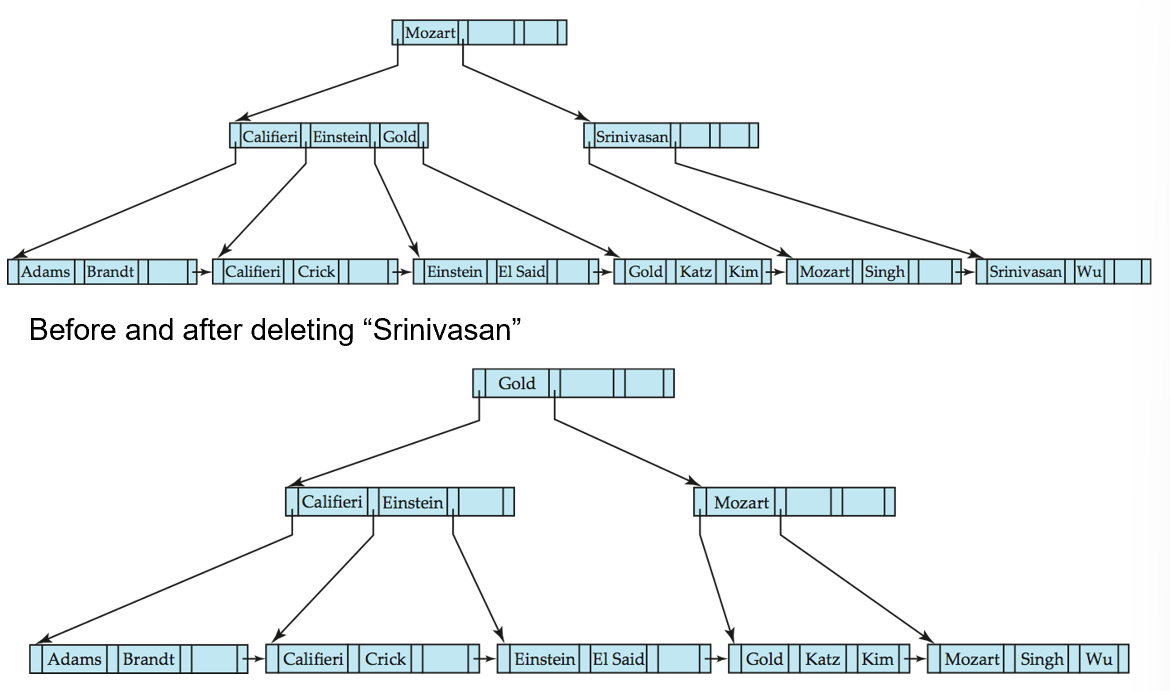 Mozart
Califieri Einstein Gold Srinivasan
Adams Brandt Califieri Crick Einstein El Said Gold Katz Kim Mozart Singh Srinivasan Wu
Before and after deleting “Srinivasan”
Gold
Califieri Einstein Mozart
Adams Brandt Califieri Crick Einstein El Said Gold Katz Kim Mozart Singh Wu